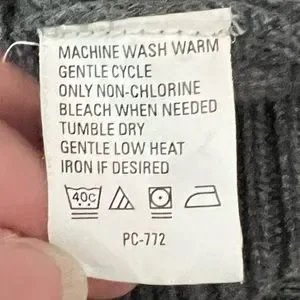 MACHINE WASH WARM
GENTLE CYCLE
ONLY NON-CHLORINE
BLEACH WHEN NEEDED
TUMBLE DRY
GENTLE LOW HEAT
IRON IF DESIRED
40C
PC-772